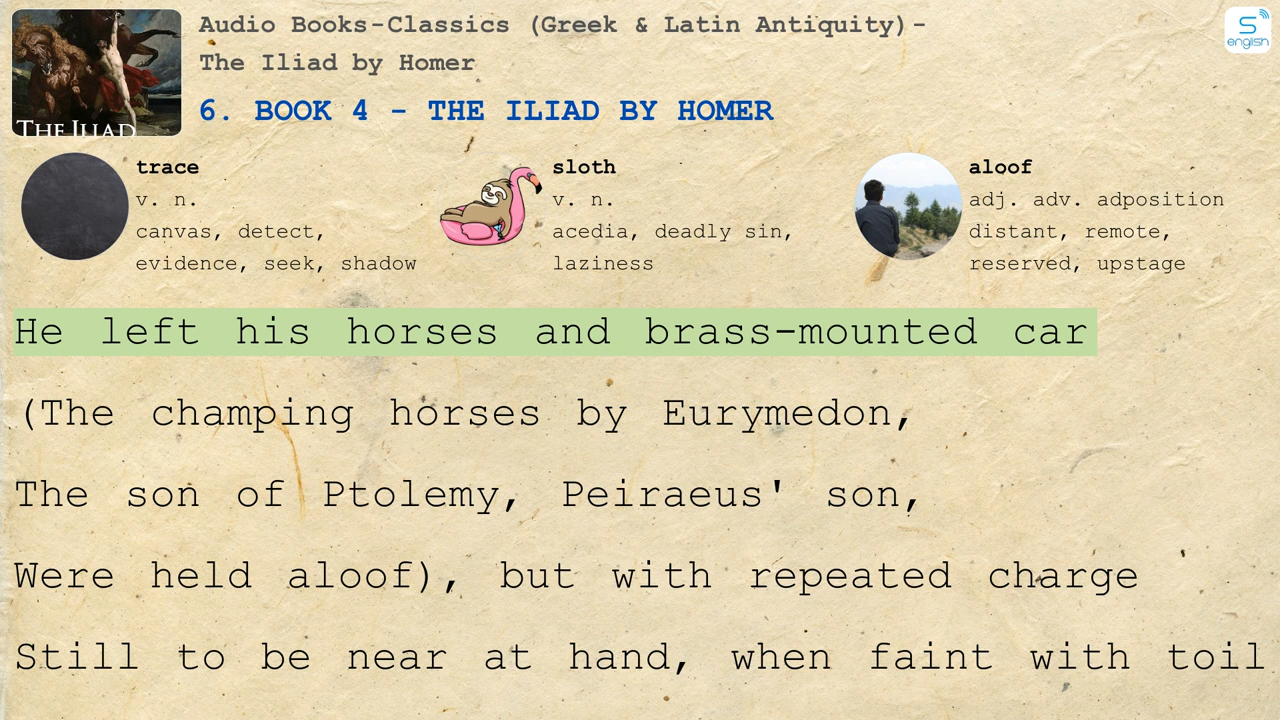 Audio Books-Classics (Greek & Latin Antiquity)-
The Iliad by Homer
6. BOOK 4 - THE ILIAD BY HOMER
THE ILIAD
S
english
trace
v. n.
canvas, detect,
evidence, seek, shadow
sloth
v. n.
acedia, deadly sin,
laziness
aloof
adj. adv. adposition
distant, remote,
reserved, upstage
He left his horses and brass-mounted car
(The champing horses by Eurymedon,
The son of Ptolemy, Peiraeus' son,
Were held aloof), but with repeated charge
Still to be near at hand, when faint with toil